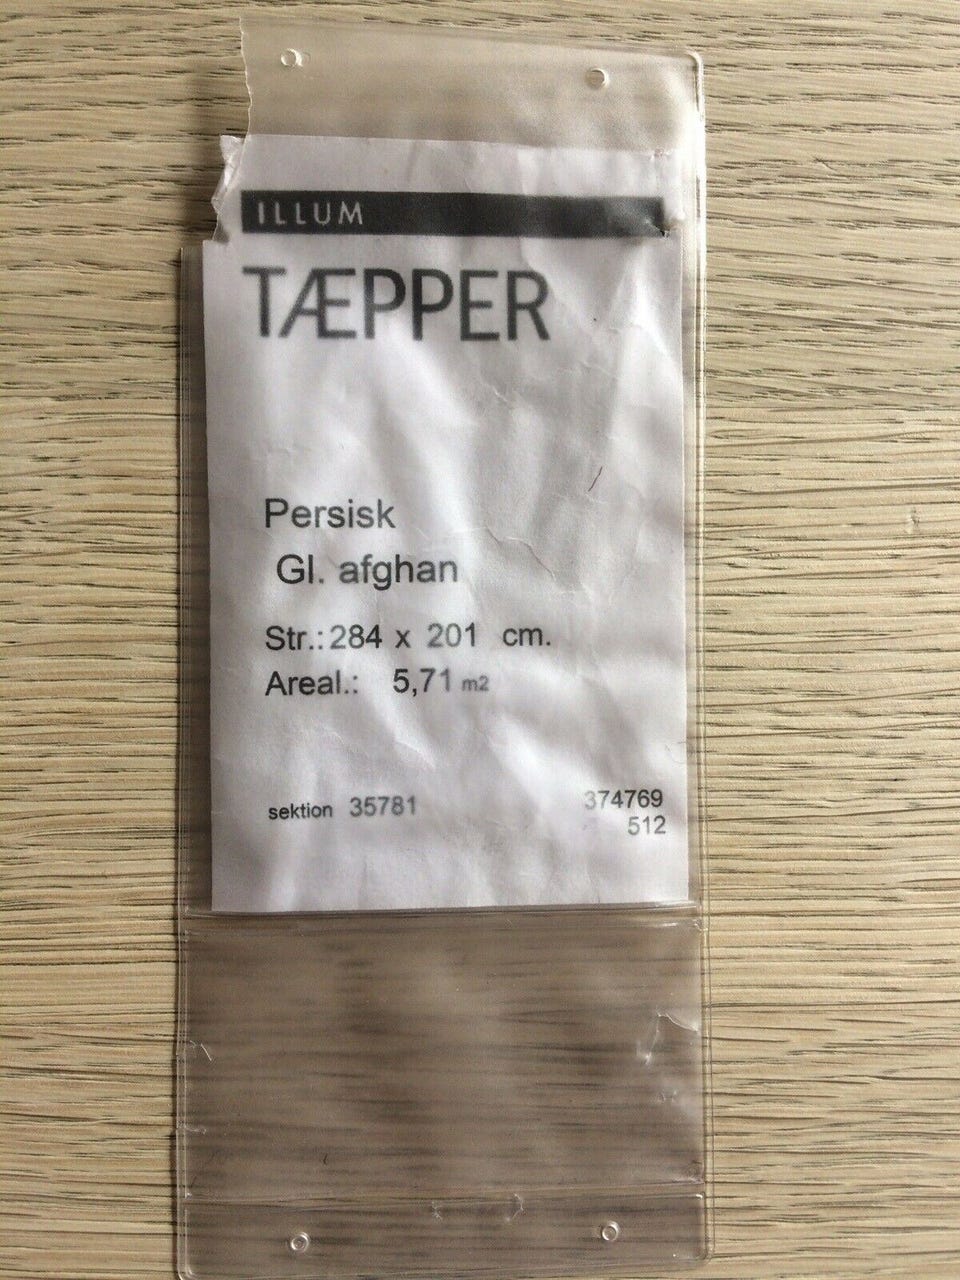 ILLUM
TÆPPER
Persisk
Gl. afghan
Str.: 284 x 201 cm.
Areal.: 5,71 m2
sektion 35781
374769
512